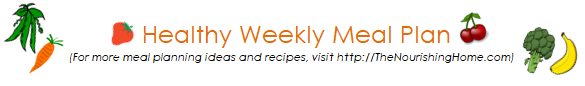 Healthy Weekly Meal Plan
(For more meal planning ideas and recipes, visit http://TheNourishingHome.com)